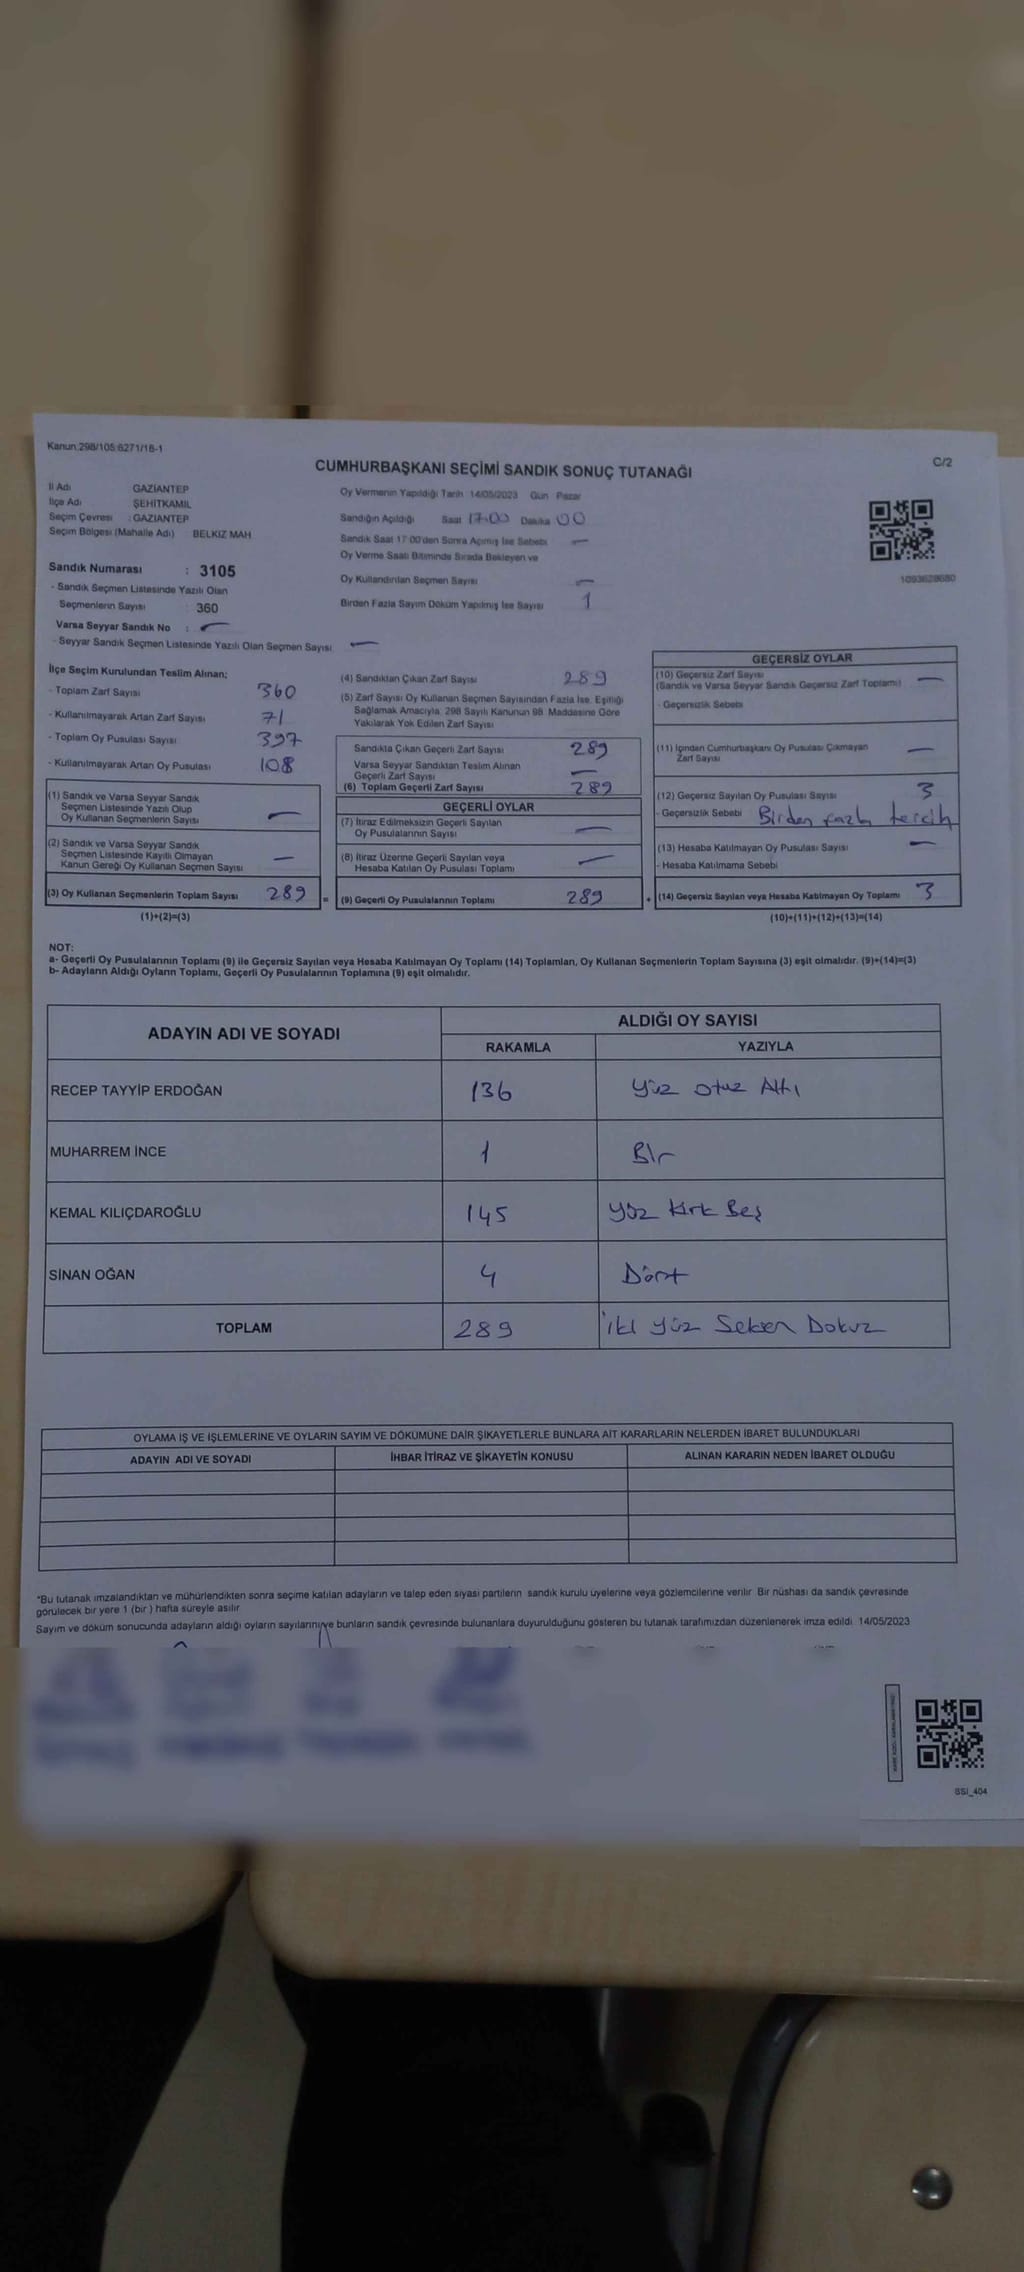 Kanun:298/105:6271/16-1
C/2
CUMHURBAŞKANI SEÇİMİ SANDIK SONUÇ TUTANAĞI
İl Adı GAZİANTEP
İlçe Adı ŞEHİTKAMİL
Seçim Çevresi : GAZİANTEP
Seçim Bölgesi (Mahalle Adı) BELKIZ MAH
Oy Vermenin Yapıldığı Tarih 14/05/2023 Gün Pazar
Sandığın Açıldığı Saat 17:00 Dakika 00
Sandık Saat 17:00'den Sonra Açılmış İse Sebebi —
Oy Verme Saati Bitiminde Sırada Bekleyen ve
Oy Kullandırılan Seçmen Sayısı —
Birden Fazla Sayım Döküm Yapılmış İse Sayısı 1
1093628680
Sandık Numarası : 3105
- Sandık Seçmen Listesinde Yazılı Olan
Seçmenlerin Sayısı : 360
Varsa Seyyar Sandık No : —
- Seyyar Sandık Seçmen Listesinde Yazılı Olan Seçmen Sayısı —
İlçe Seçim Kurulundan Teslim Alınan;
- Toplam Zarf Sayısı 360
- Kullanılmayarak Artan Zarf Sayısı 71
- Toplam Oy Pusulası Sayısı 397
- Kullanılmayarak Artan Oy Pusulası 108
(1) Sandık ve Varsa Seyyar Sandık
Seçmen Listesinde Yazılı Olup
Oy Kullanan Seçmenlerin Sayısı —
(2) Sandık ve Varsa Seyyar Sandık
Seçmen Listesinde Kayıtlı Olmayan
Kanun Gereği Oy Kullanan Seçmen Sayısı —
(3) Oy Kullanan Seçmenlerin Toplam Sayısı 289
(1)+(2)=(3)
(4) Sandıktan Çıkan Zarf Sayısı 289
(5) Zarf Sayısı Oy Kullanan Seçmen Sayısından Fazla İse, Eşitliği
Sağlamak Amacıyla, 298 Sayılı Kanunun 98. Maddesine Göre
Yakılarak Yok Edilen Zarf Sayısı
Sandıkta Çıkan Geçerli Zarf Sayısı 289
Varsa Seyyar Sandıktan Teslim Alınan
Geçerli Zarf Sayısı —
(6) Toplam Geçerli Zarf Sayısı 289
GEÇERLİ OYLAR
(7) İtiraz Edilmeksizin Geçerli Sayılan
Oy Pusulalarının Sayısı —
(8) İtiraz Üzerine Geçerli Sayılan veya
Hesaba Katılan Oy Pusulası Toplamı —
= (9) Geçerli Oy Pusulalarının Toplamı 289
GEÇERSİZ OYLAR
(10) Geçersiz Zarf Sayısı
(Sandık ve Varsa Seyyar Sandık Geçersiz Zarf Toplamı) —
- Geçersizlik Sebebi
(11) İçinden Cumhurbaşkanı Oy Pusulası Çıkmayan
Zarf Sayısı —
(12) Geçersiz Sayılan Oy Pusulası Sayısı 3
- Geçersizlik Sebebi Birden fazla tercih
(13) Hesaba Katılmayan Oy Pusulası Sayısı —
- Hesaba Katılmama Sebebi
+ (14) Geçersiz Sayılan veya Hesaba Katılmayan Oy Toplamı 3
(10)+(11)+(12)+(13)=(14)
NOT:
a- Geçerli Oy Pusulalarının Toplamı (9) ile Geçersiz Sayılan veya Hesaba Katılmayan Oy Toplamı (14) Toplamları, Oy Kullanan Seçmenlerin Toplam Sayısına (3) eşit olmalıdır. (9)+(14)=(3)
b- Adayların Aldığı Oyların Toplamı, Geçerli Oy Pusulalarının Toplamına (9) eşit olmalıdır.
ADAYIN ADI VE SOYADI ALDIĞI OY SAYISI
RAKAMLA YAZIYLA
RECEP TAYYİP ERDOĞAN 136 Yüz Otuz Altı
MUHARREM İNCE 1 Bir
KEMAL KILIÇDAROĞLU 145 Yüz Kırk Beş
SİNAN OĞAN 4 Dört
TOPLAM 289 İki Yüz Seksen Dokuz
OYLAMA İŞ VE İŞLEMLERİNE VE OYLARIN SAYIM VE DÖKÜMÜNE DAİR ŞİKAYETLERLE BUNLARA AİT KARARLARIN NELERDEN İBARET BULUNDUKLARI
ADAYIN ADI VE SOYADI İHBAR İTİRAZ VE ŞİKAYETİN KONUSU ALINAN KARARIN NEDEN İBARET OLDUĞU
*Bu tutanak imzalandıktan ve mühürlendikten sonra seçime katılan adayların ve talep eden siyasi partilerin sandık kurulu üyelerine veya gözlemcilerine verilir. Bir nüshası da sandık çevresinde
görülecek bir yere 1 (bir ) hafta süreyle asılır
Sayım ve döküm sonucunda adayların aldığı oyların sayılarını ve bunların sandık çevresinde bulunanlara duyurulduğunu gösteren bu tutanak tarafımızdan düzenlenerek imza edildi. 14/05/2023
SSI_404